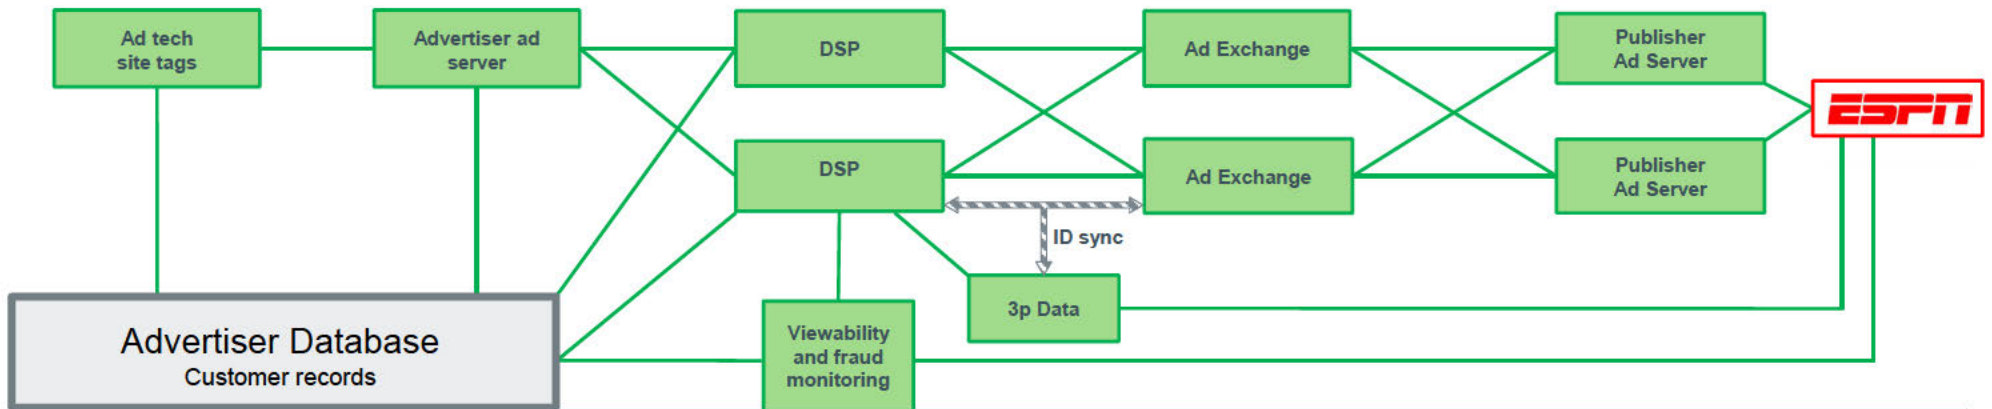 Ad tech
site tags
Advertiser ad
server
DSP
Ad Exchange
Publisher
Ad Server
ESPN
DSP
Ad Exchange
Publisher
Ad Server
ID sync
3p Data
Viewability
and fraud
monitoring
Advertiser Database
Customer records